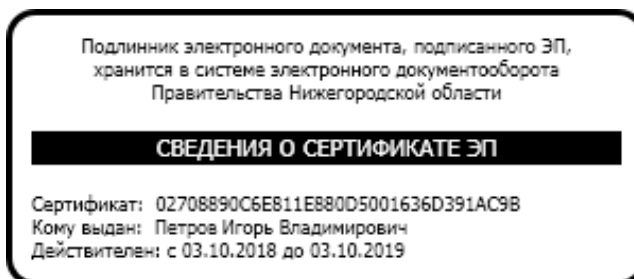 Подлинник электронного документа, подписанного ЭП,
хранится в системе электронного документооборота
Правительства Нижегородской области
СВЕДЕНИЯ О СЕРТИФИКАТЕ ЭП
Сертификат: 02708890C6E811E880D5001636D391AC9B
Кому выдан: Петров Игорь Владимирович
Действителен: с 03.10.2018 до 03.10.2019